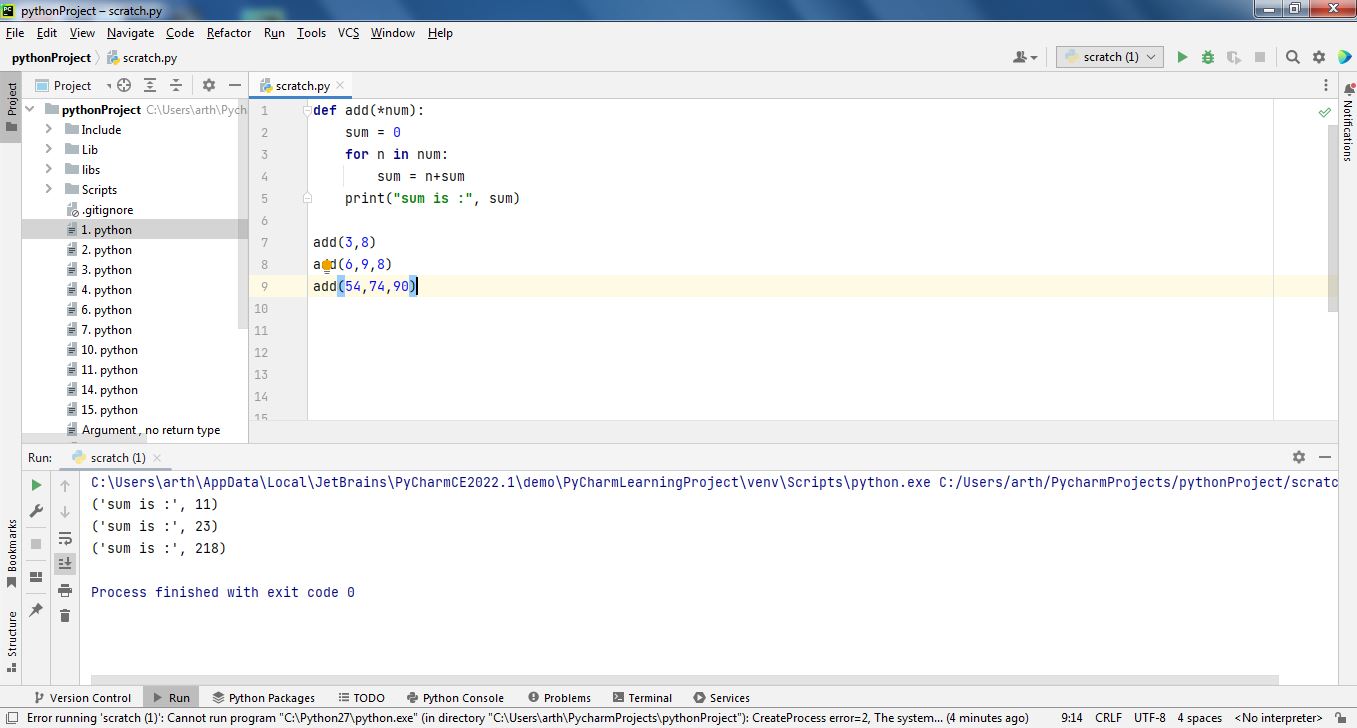 pythonProject – scratch.py
File Edit View Navigate Code Refactor Run Tools VCS Window Help
pythonProject scratch.py
scratch (1)
Project
Project
scratch.py
Notifications
pythonProject C:\Users\arth\Pych
Include
Lib
libs
Scripts
.gitignore
1. python
2. python
3. python
4. python
6. python
7. python
10. python
11. python
14. python
15. python
Argument , no return type
1 def add(*num):
2 sum = 0
3 for n in num:
4 sum = n+sum
5 print("sum is :", sum)
6
7 add(3,8)
8 add(6,9,8)
9 add(54,74,90)
10
11
12
13
14
15
Run: scratch (1)
C:\Users\arth\AppData\Local\JetBrains\PyCharmCE2022.1\demo\PyCharmLearningProject\venv\Scripts\python.exe C:/Users/arth/PycharmProjects/pythonProject/scratc
('sum is :', 11)
('sum is :', 23)
('sum is :', 218)
Process finished with exit code 0
Bookmarks
Structure
Version Control Run Python Packages TODO Python Console Problems Terminal Services
Error running 'scratch (1)': Cannot run program "C:\Python27\python.exe" (in directory "C:\Users\arth\PycharmProjects\pythonProject"): CreateProcess error=2, The system... (4 minutes ago) 9:14 CRLF UTF-8 4 spaces <No interpreter>